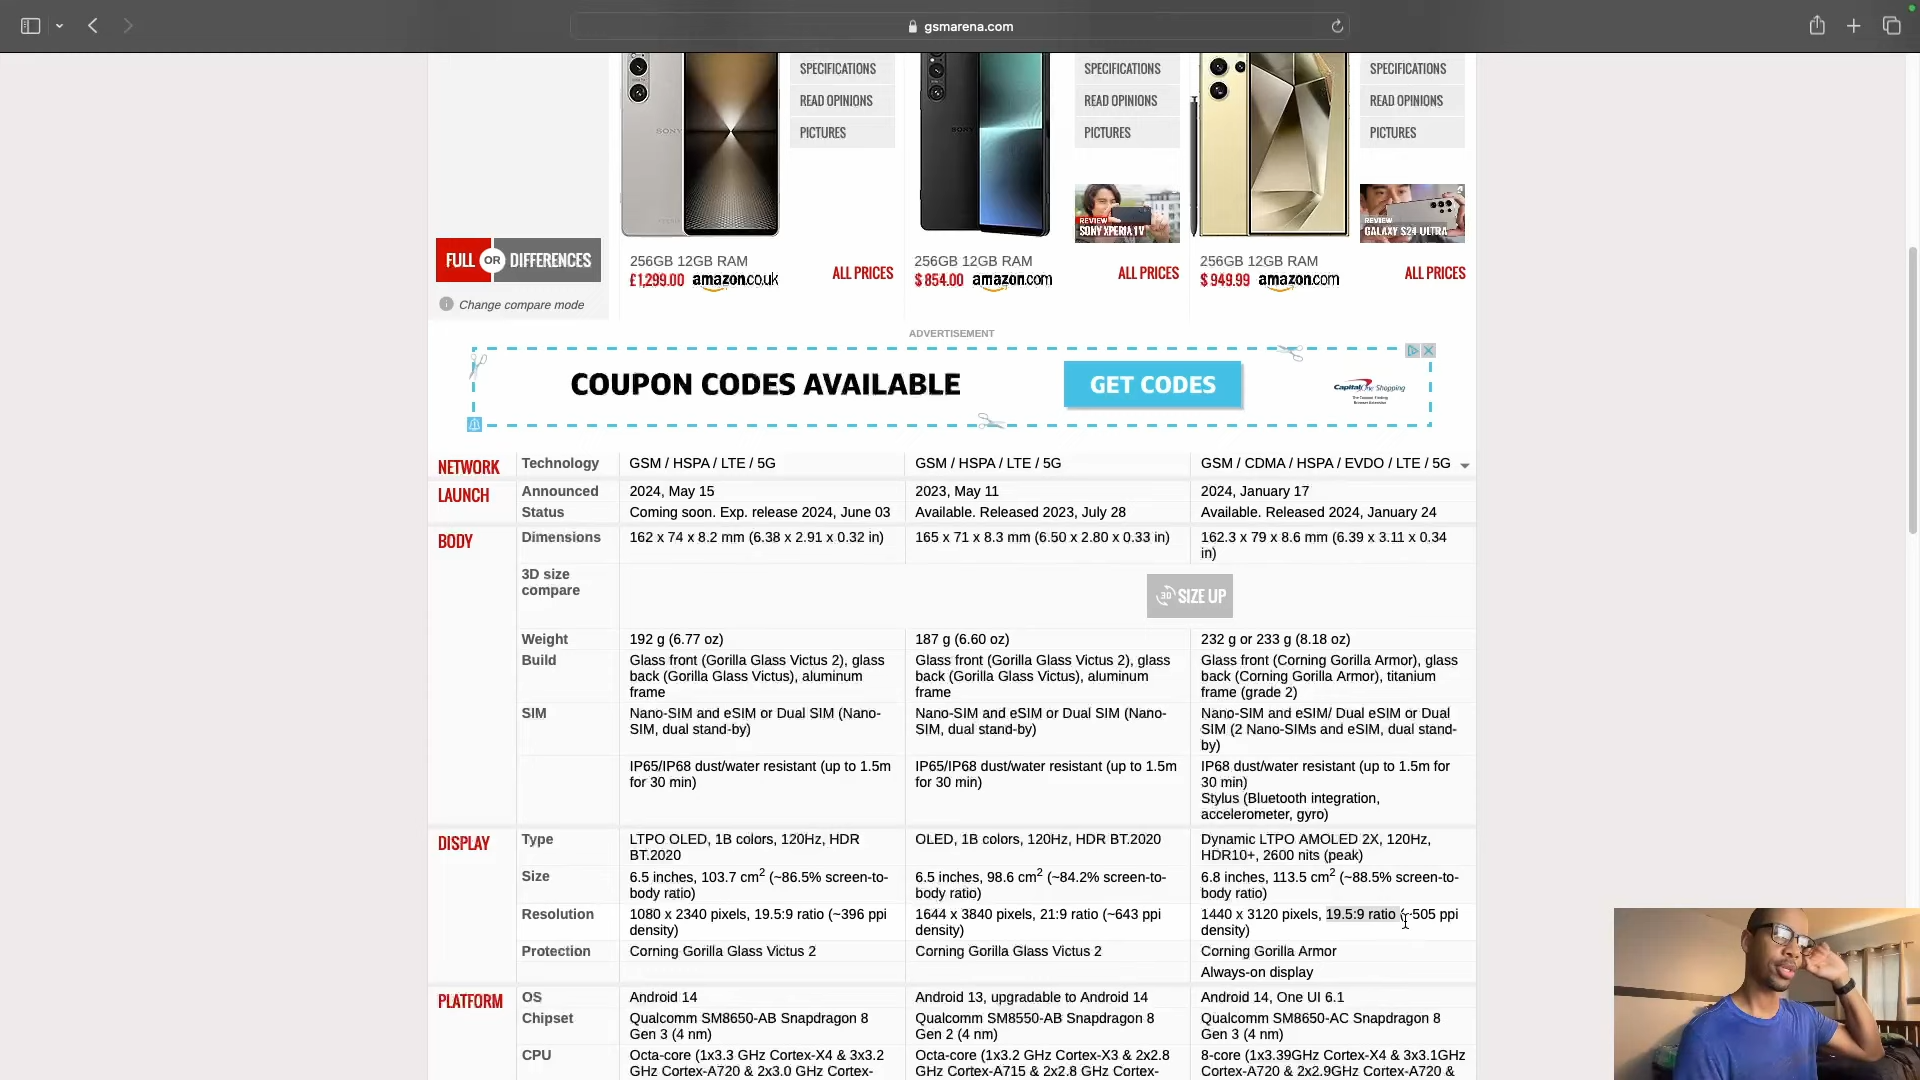 gsmarena.com
SPECIFICATIONS
READ OPINIONS
PICTURES
SPECIFICATIONS
READ OPINIONS
PICTURES
SPECIFICATIONS
READ OPINIONS
PICTURES
SONY
SONY
REVIEW
SONY XPERIA 1 V
REVIEW
GALAXY S24 ULTRA
FULL OR DIFFERENCES
Change compare mode
256GB 12GB RAM
£1,299.00 amazon.co.uk ALL PRICES
256GB 12GB RAM
$ 854.00 amazon.com ALL PRICES
256GB 12GB RAM
$ 949.99 amazon.com ALL PRICES
ADVERTISEMENT
COUPON CODES AVAILABLE
GET CODES
Capital One Shopping
NETWORK Technology GSM / HSPA / LTE / 5G GSM / HSPA / LTE / 5G GSM / CDMA / HSPA / EVDO / LTE / 5G
LAUNCH Announced 2024, May 15 2023, May 11 2024, January 17
Status Coming soon. Exp. release 2024, June 03 Available. Released 2023, July 28 Available. Released 2024, January 24
BODY Dimensions 162 x 74 x 8.2 mm (6.38 x 2.91 x 0.32 in) 165 x 71 x 8.3 mm (6.50 x 2.80 x 0.33 in) 162.3 x 79 x 8.6 mm (6.39 x 3.11 x 0.34
in)
3D size
compare
3D SIZE UP
Weight 192 g (6.77 oz) 187 g (6.60 oz) 232 g or 233 g (8.18 oz)
Build Glass front (Gorilla Glass Victus 2), glass Glass front (Gorilla Glass Victus 2), glass Glass front (Corning Gorilla Armor), glass
back (Gorilla Glass Victus), aluminum back (Gorilla Glass Victus), aluminum back (Corning Gorilla Armor), titanium
frame frame frame (grade 2)
SIM Nano-SIM and eSIM or Dual SIM (Nano- Nano-SIM and eSIM or Dual SIM (Nano- Nano-SIM and eSIM/ Dual eSIM or Dual
SIM, dual stand-by) SIM, dual stand-by) SIM (2 Nano-SIMs and eSIM, dual stand-
by)
IP65/IP68 dust/water resistant (up to 1.5m IP65/IP68 dust/water resistant (up to 1.5m IP68 dust/water resistant (up to 1.5m for
for 30 min) for 30 min) 30 min)
Stylus (Bluetooth integration,
accelerometer, gyro)
DISPLAY Type LTPO OLED, 1B colors, 120Hz, HDR OLED, 1B colors, 120Hz, HDR BT.2020 Dynamic LTPO AMOLED 2X, 120Hz,
BT.2020 HDR10+, 2600 nits (peak)
Size 6.5 inches, 103.7 cm2 (~86.5% screen-to- 6.5 inches, 98.6 cm2 (~84.2% screen-to- 6.8 inches, 113.5 cm2 (~88.5% screen-to-
body ratio) body ratio) body ratio)
Resolution 1080 x 2340 pixels, 19.5:9 ratio (~396 ppi 1644 x 3840 pixels, 21:9 ratio (~643 ppi 1440 x 3120 pixels, 19.5:9 ratio (~505 ppi
density) density) density)
Protection Corning Gorilla Glass Victus 2 Corning Gorilla Glass Victus 2 Corning Gorilla Armor
Always-on display
PLATFORM OS Android 14 Android 13, upgradable to Android 14 Android 14, One UI 6.1
Chipset Qualcomm SM8650-AB Snapdragon 8 Qualcomm SM8550-AB Snapdragon 8 Qualcomm SM8650-AC Snapdragon 8
Gen 3 (4 nm) Gen 2 (4 nm) Gen 3 (4 nm)
CPU Octa-core (1x3.3 GHz Cortex-X4 & 3x3.2 Octa-core (1x3.2 GHz Cortex-X3 & 2x2.8 8-core (1x3.39GHz Cortex-X4 & 3x3.1GHz
GHz Cortex-A720 & 2x3.0 GHz Cortex- GHz Cortex-A715 & 2x2.8 GHz Cortex- Cortex-A720 & 2x2.9GHz Cortex-A720 &